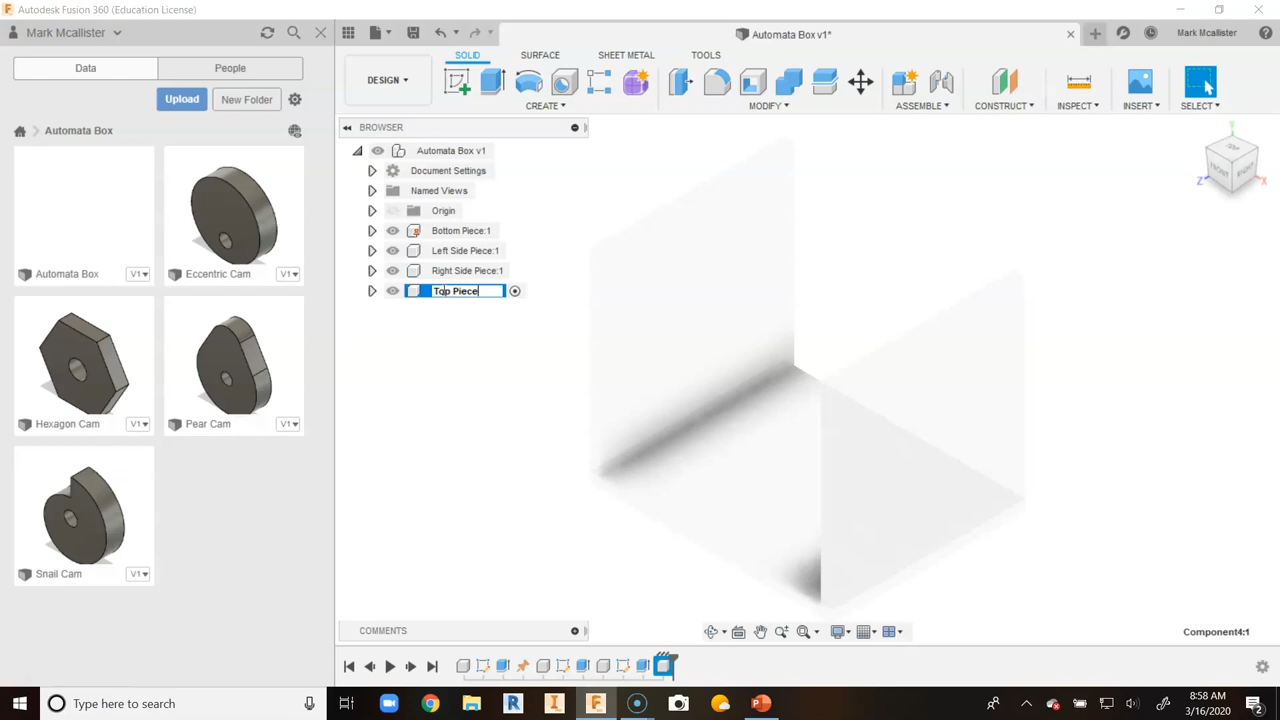 Autodesk Fusion 360 (Education License)
Mark Mcallister
Automata Box v1*
Mark Mcallister
Data
People
SOLID
SURFACE
SHEET METAL
TOOLS
DESIGN
Upload
New Folder
CREATE
MODIFY
ASSEMBLE
CONSTRUCT
INSPECT
INSERT
SELECT
Automata Box
BROWSER
TOP
FRONT
RIGHT
Y
Z
X
Automata Box v1
Document Settings
Named Views
Origin
Bottom Piece:1
Left Side Piece:1
Right Side Piece:1
Top Piece
Automata Box
V1
Eccentric Cam
V1
Hexagon Cam
V1
Pear Cam
V1
Snail Cam
V1
COMMENTS
Component4:1
Type here to search
8:58 AM
3/16/2020
2